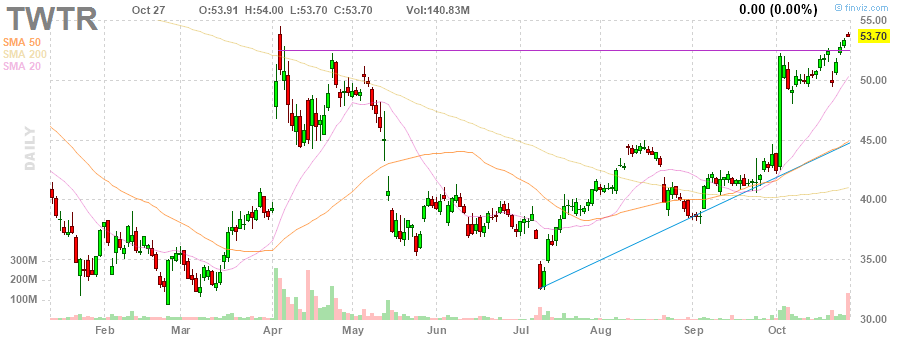 TWTR Oct 27 O:53.91 H:54.00 L:53.70 C:53.70 Vol:140.83M 0.00 (0.00%) © finviz.com
SMA 50
SMA 200
SMA 20
DAILY
55.00
53.70
50.00
45.00
40.00
35.00
30.00
300M
200M
100M
Feb Mar Apr May Jun Jul Aug Sep Oct